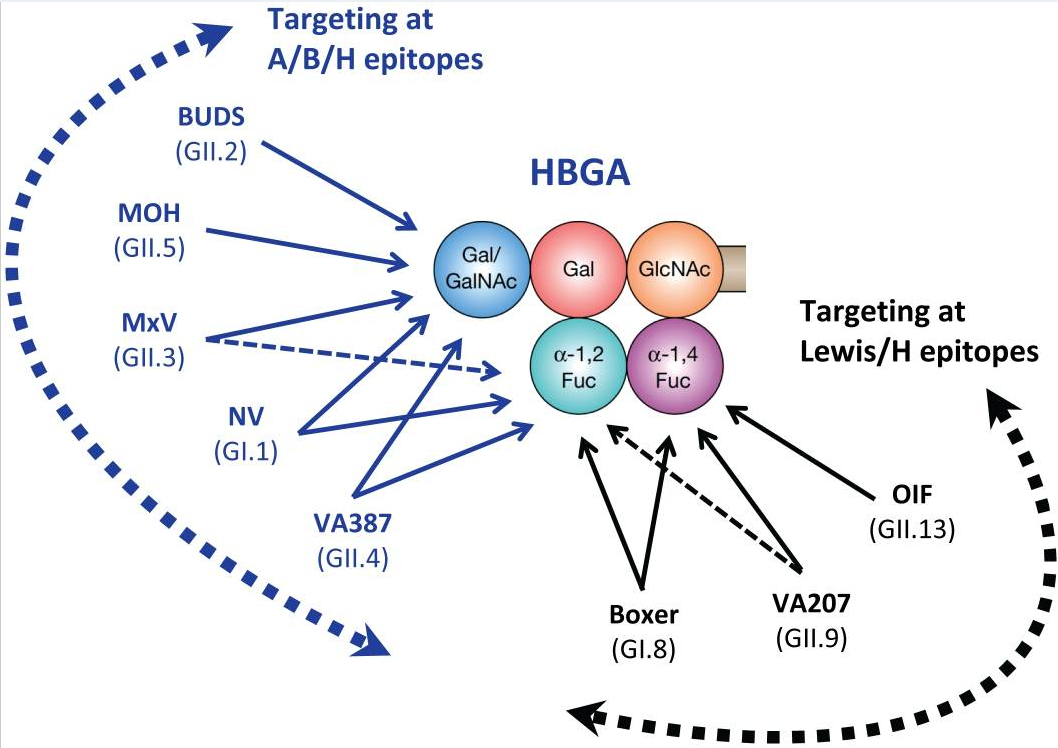 Targeting at
A/B/H epitopes
BUDS
(GII.2)
HBGA
MOH
(GII.5)
Gal/
GalNAc
Gal
GlcNAc
MxV
(GII.3)
Targeting at
Lewis/H epitopes
α-1,2
Fuc
α-1,4
Fuc
NV
(GI.1)
VA387
(GII.4)
OIF
(GII.13)
Boxer
(GI.8)
VA207
(GII.9)